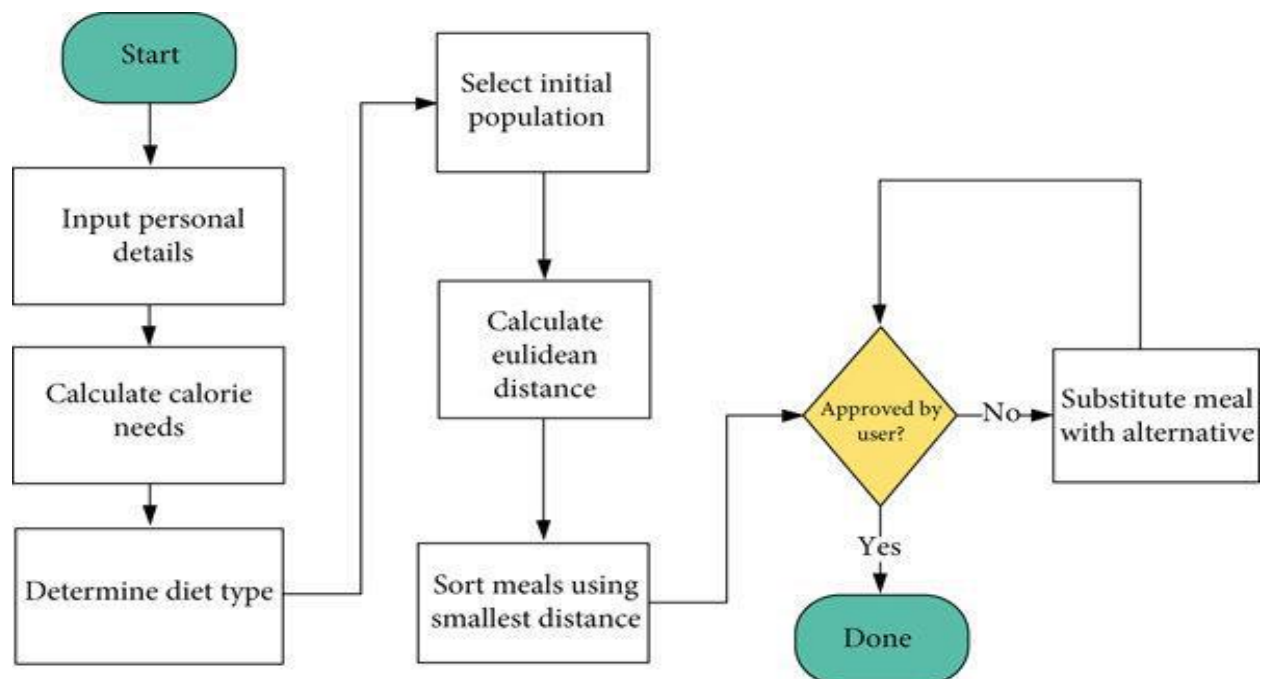 Start
Input personal
details
Calculate calorie
needs
Determine diet type
Select initial
population
Calculate
eulidean
distance
Sort meals using
smallest distance
Approved by
user?
No
Substitute meal
with alternative
Yes
Done